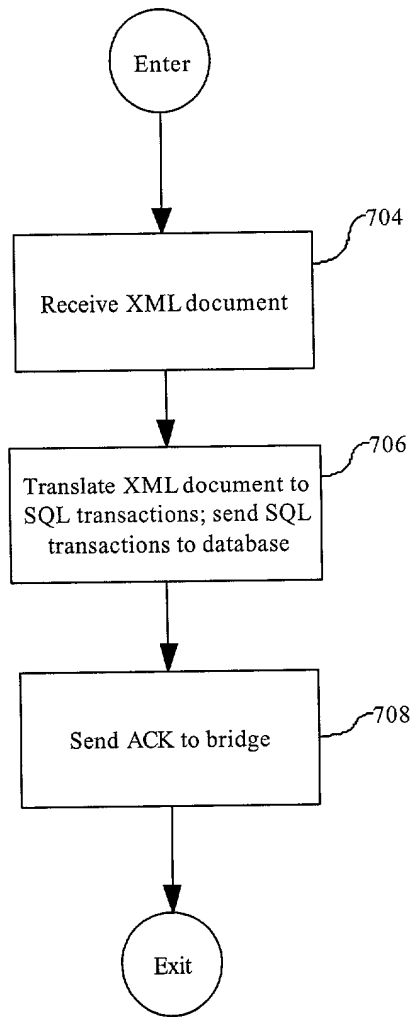 Enter
704
Receive XML document
706
Translate XML document to
SQL transactions; send SQL
transactions to database
708
Send ACK to bridge
Exit